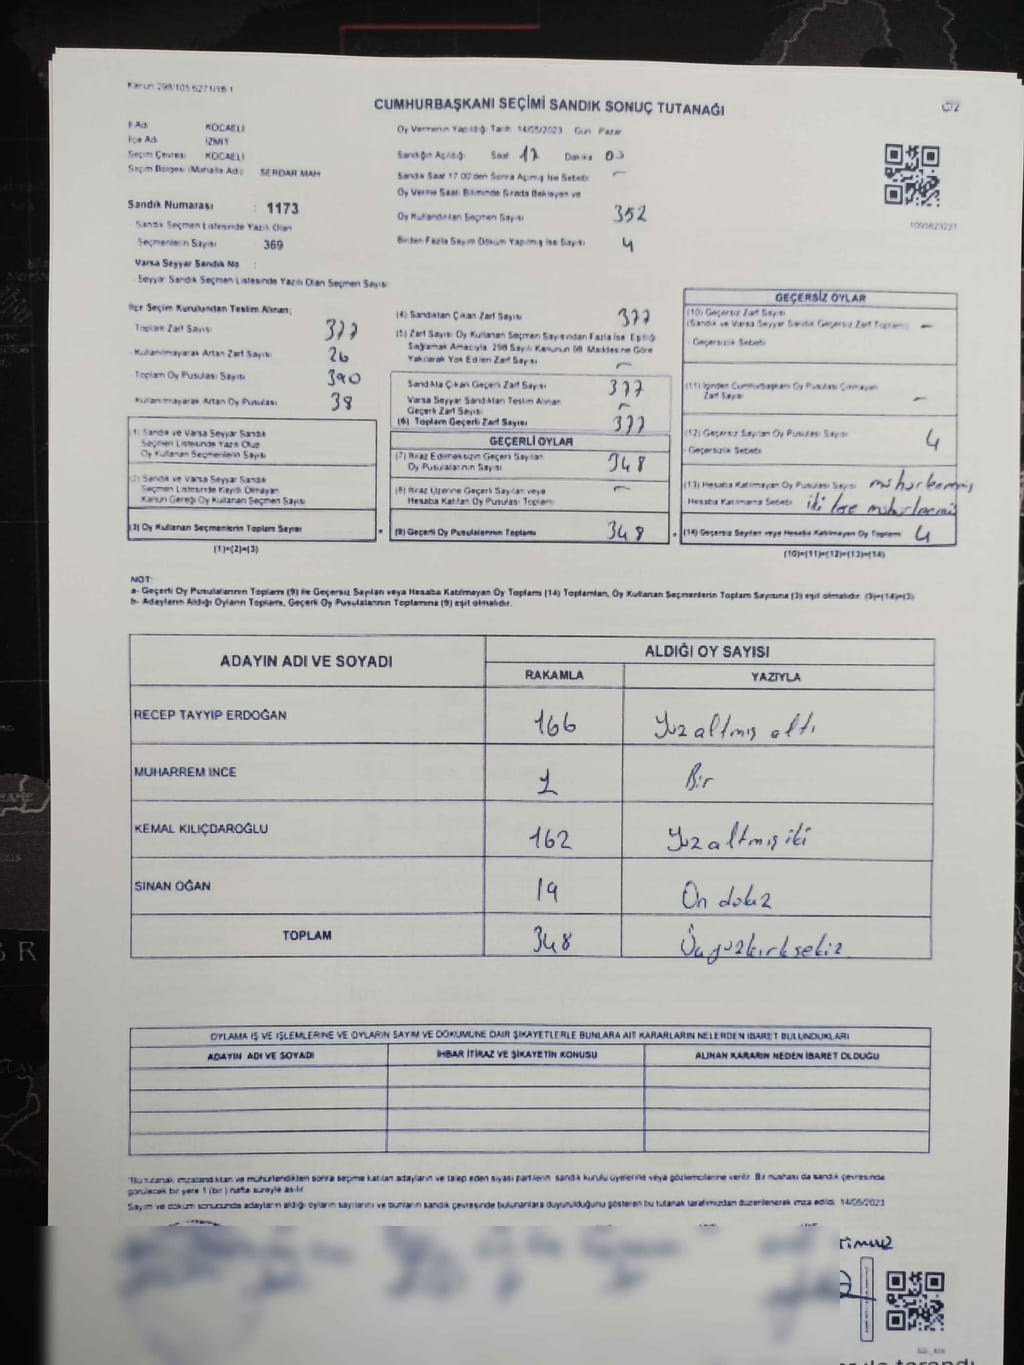 Kanun 298/105 6271/18-1
CUMHURBAŞKANI SEÇİMİ SANDIK SONUÇ TUTANAĞI
İl Adı KOCAELİ
İlçe Adı İZMİT
Seçim Çevresi KOCAELİ
Seçim Bölgesi (Mahalle Adı) SERDAR MAH
Sandık Numarası : 1173
Sandık Seçmen Listesinde Yazılı Olan
Seçmenlerin Sayısı : 369
Varsa Seyyar Sandık No :
Seyyar Sandık Seçmen Listesinde Yazılı Olan Seçmen Sayısı
Oy Vermenin Yapıldığı Tarih 14/05/2023 Gün Pazar
Sandığın Açıldığı Saat 17 Dakika 00
Sandık Saat 17.00'den Sonra Açılmış İse Sebebi –
Oy Verme Saati Bitiminde Sırada Bekleyen ve
Oy Kullandırılan Seçmen Sayısı 352
Birden Fazla Sayım Döküm Yapılmış İse Sayısı 4
1093823221
İlçe Seçim Kurulundan Teslim Alınan;
Toplam Zarf Sayısı 377
Kullanılmayarak Artan Zarf Sayısı 26
Toplam Oy Pusulası Sayısı 390
Kullanılmayarak Artan Oy Pusulası 38
(1) Sandık ve Varsa Seyyar Sandık
Seçmen Listesinde Yazılı Olup
Oy Kullanan Seçmenlerin Sayısı
(2) Sandık ve Varsa Seyyar Sandık
Seçmen Listesinde Kayıtlı Olmayan
Kanun Gereği Oy Kullanan Seçmen Sayısı
(3) Oy Kullanan Seçmenlerin Toplam Sayısı =
(1)+(2)=(3)
(4) Sandıktan Çıkan Zarf Sayısı 377
(5) Zarf Sayısı Oy Kullanan Seçmen Sayısından Fazla İse, Eşitliği
Sağlamak Amacıyla, 298 Sayılı Kanunun 98. Maddesine Göre
Yakılarak Yok Edilen Zarf Sayısı –
Sandıkta Çıkan Geçerli Zarf Sayısı 377
Varsa Seyyar Sandıktan Teslim Alınan
Geçerli Zarf Sayısı –
(6) Toplam Geçerli Zarf Sayısı 377
GEÇERLİ OYLAR
(7) İtiraz Edilmeksizin Geçerli Sayılan
Oy Pusulalarının Sayısı 348
(8) İtiraz Üzerine Geçerli Sayılan veya
Hesaba Katılan Oy Pusulası Toplamı –
(9) Geçerli Oy Pusulalarının Toplamı 348 +
GEÇERSİZ OYLAR
(10) Geçersiz Zarf Sayısı
(Sandık ve Varsa Seyyar Sandık Geçersiz Zarf Toplamı) –
Geçersizlik Sebebi
(11) İçinden Cumhurbaşkanı Oy Pusulası Çıkmayan
Zarf Sayısı –
(12) Geçersiz Sayılan Oy Pusulası Sayısı 4
Geçersizlik Sebebi
(13) Hesaba Katılmayan Oy Pusulası Sayısı mühürlenmemiş
Hesaba Katılmama Sebebi iki kere mühürlenmiş
(14) Geçersiz Sayılan veya Hesaba Katılmayan Oy Toplamı 4
(10)+(11)+(12)+(13)=(14)
NOT:
a- Geçerli Oy Pusulalarının Toplamı (9) ile Geçersiz Sayılan veya Hesaba Katılmayan Oy Toplamı (14) Toplamları, Oy Kullanan Seçmenlerin Toplam Sayısına (3) eşit olmalıdır. (9)+(14)=(3)
b- Adayların Aldığı Oyların Toplamı, Geçerli Oy Pusulalarının Toplamına (9) eşit olmalıdır.
ADAYIN ADI VE SOYADI
ALDIĞI OY SAYISI
RAKAMLA YAZIYLA
RECEP TAYYIP ERDOĞAN 166 Yüz altmış altı
MUHARREM INCE 1 Bir
KEMAL KILIÇDAROĞLU 162 Yüz altmış iki
SINAN OĞAN 19 On dokuz
TOPLAM 348 Üçyüzkırksekiz
OYLAMA İŞ VE İŞLEMLERİNE VE OYLARIN SAYIM VE DÖKÜMÜNE DAİR ŞİKAYETLERLE BUNLARA AİT KARARLARIN NELERDEN İBARET BULUNDUKLARI
ADAYIN ADI VE SOYADI İHBAR İTİRAZ VE ŞİKAYETİN KONUSU ALINAN KARARIN NEDEN İBARET OLDUĞU
"Bu tutanak imzalandıktan ve mühürlendikten sonra seçime katılan adayların ve talep eden siyasi partilerin sandık kurulu üyelerine veya gözlemcilerine verilir. Bir nüshası da sandık çevresinde
görülecek bir yere 1 (bir) hafta süreyle asılır.
Sayım ve döküm sonucunda adayların aldığı oyların sayılarını ve bunların sandık çevresinde bulunanlara duyurulduğunu gösteren bu tutanak tarafımızdan düzenlenerek imza edildi. 14/05/2023